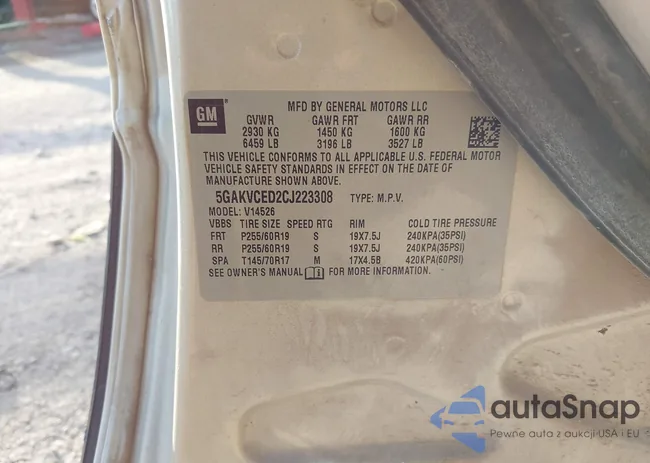 GM
MFD BY GENERAL MOTORS LLC
GVWR GAWR FRT GAWR RR
2930 KG 1450 KG 1600 KG
6459 LB 3196 LB 3527 LB
THIS VEHICLE CONFORMS TO ALL APPLICABLE U.S. FEDERAL MOTOR
VEHICLE SAFETY STANDARDS IN EFFECT ON THE DATE OF
MANUFACTURE SHOWN ABOVE.
5GAKVCED2CJ223308 TYPE: M.P.V.
MODEL: V14526
VBBS TIRE SIZE SPEED RTG RIM COLD TIRE PRESSURE
FRT P255/60R19 S 19X7.5J 240KPA(35PSI)
RR P255/60R19 S 19X7.5J 240KPA(35PSI)
SPA T145/70R17 M 17X4.5B 420KPA(60PSI)
SEE OWNER'S MANUAL FOR MORE INFORMATION.
autaSnap
Pewne auta z aukcji USA i EU